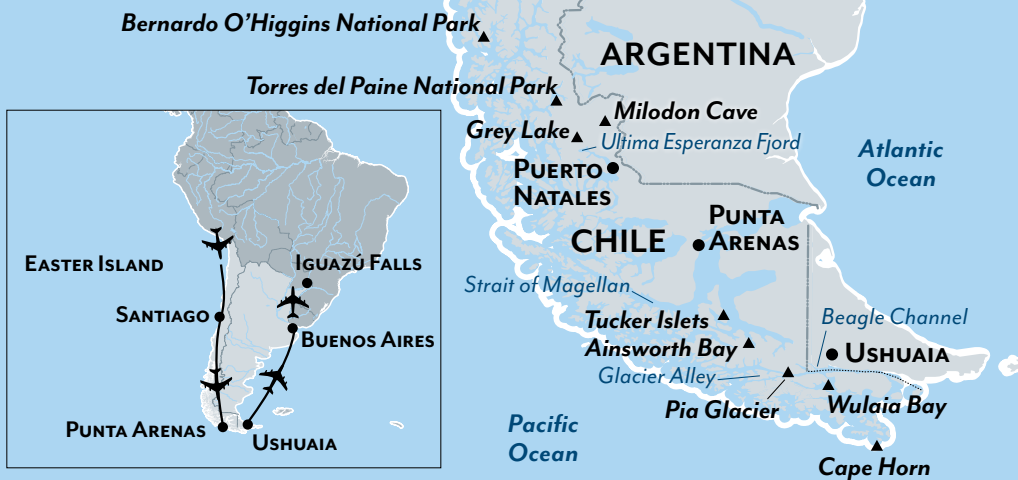 Bernardo O’Higgins National Park
ARGENTINA
Torres del Paine National Park
Milodon Cave
Grey Lake
Ultima Esperanza Fjord
Atlantic
Ocean
PUERTO
NATALES
PUNTA
ARENAS
CHILE
Strait of Magellan
Tucker Islets
Beagle Channel
Ainsworth Bay
USHUAIA
Glacier Alley
Pia Glacier
Wulaia Bay
Pacific
Ocean
Cape Horn
EASTER ISLAND
IGUAZÚ FALLS
SANTIAGO
BUENOS AIRES
PUNTA ARENAS
USHUAIA